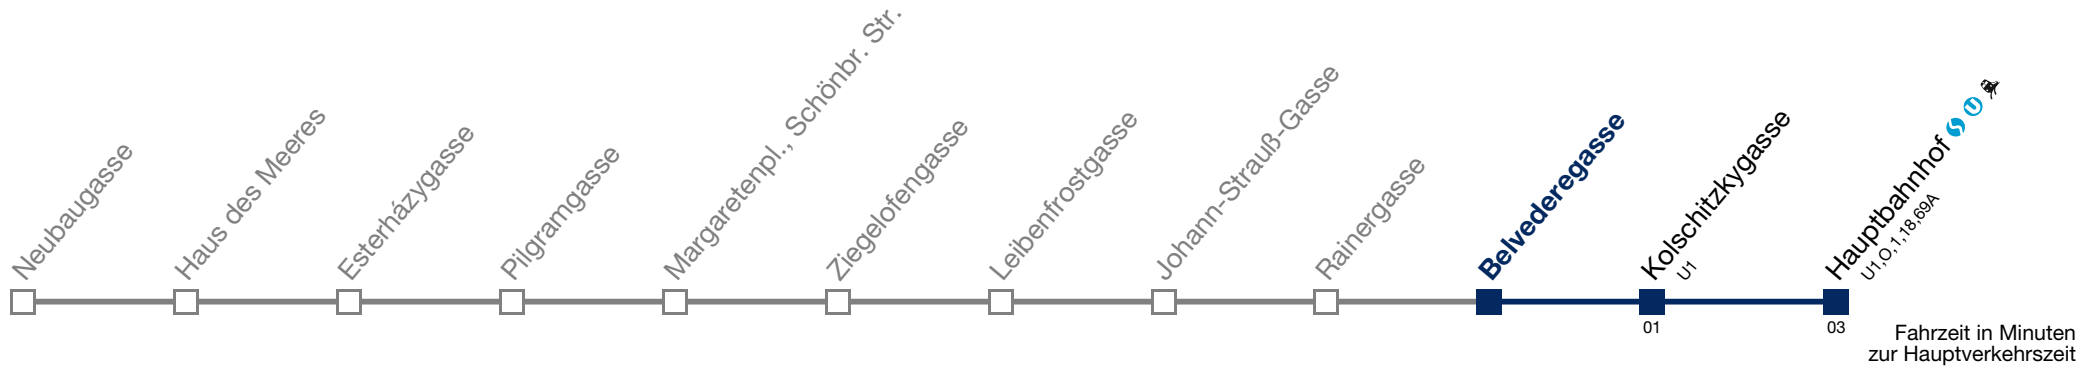 Neubaugasse
Haus des Meeres
Esterházygasse
Pilgramgasse
Margaretenpl., Schönbr. Str.
Ziegelofengasse
Leibenfrostgasse
Johann-Strauß-Gasse
Rainergasse
Belvederegasse
Kolschitzkygasse
U1
01
Hauptbahnhof
U1,O,1,18,69A
03
Fahrzeit in Minuten
zur Hauptverkehrszeit